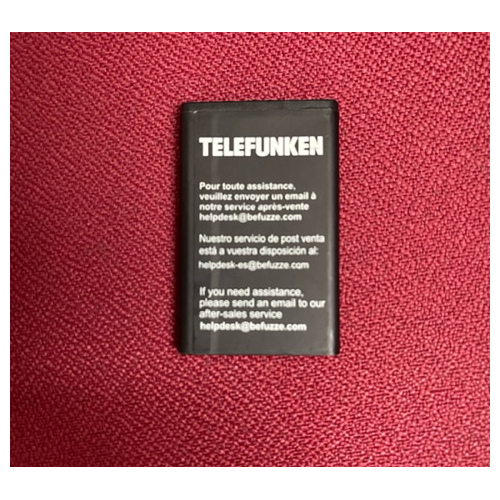 TELEFUNKEN
Pour toute assistance,
veuillez envoyer un email à
notre service après-vente
helpdesk@befuzze.com
Nuestro servicio de post venta
está a vuestra disposición al:
helpdesk-es@befuzze.com
If you need assistance,
please send an email to our
after-sales service
helpdesk@befuzze.com